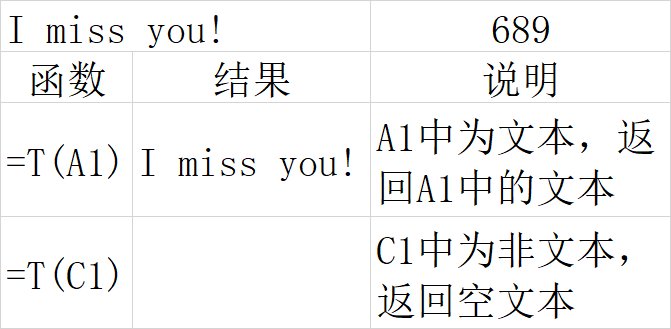 I miss you! 689
函数 结果 说明
=T(A1) I miss you! A1中为文本，返
回A1中的文本
=T(C1) C1中为非文本，
返回空文本